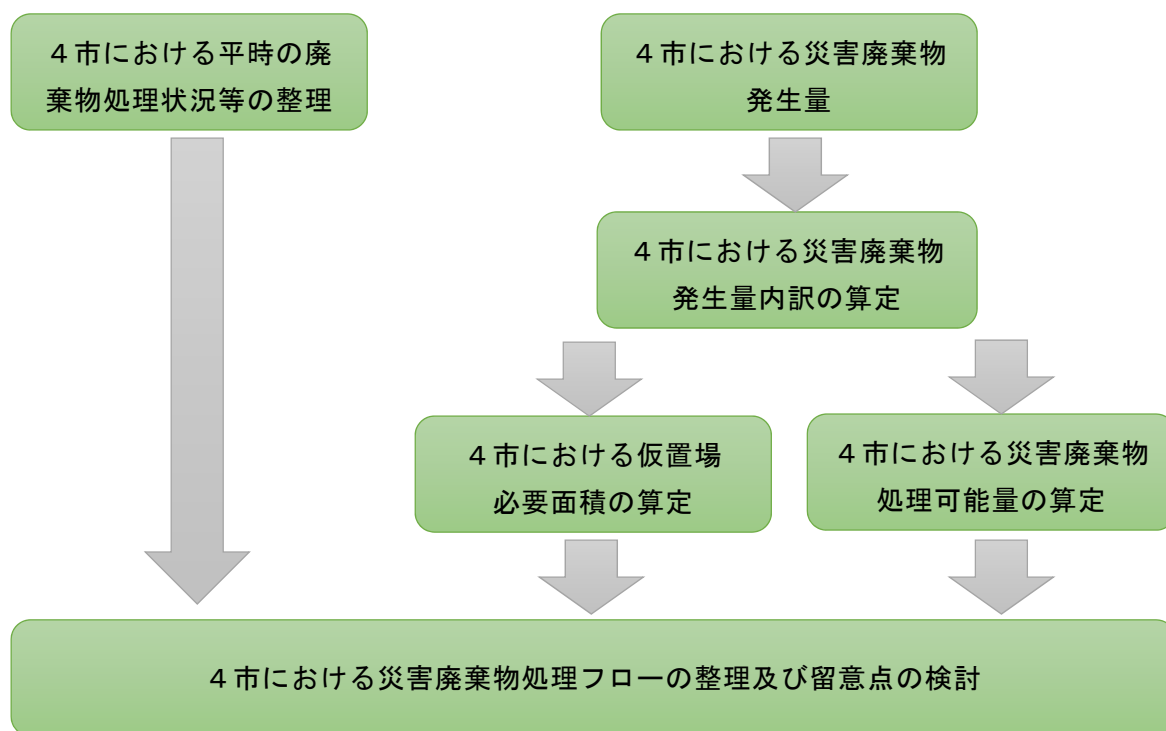 ４市における平時の廃
棄物処理状況等の整理
４市における災害廃棄物
発生量
４市における災害廃棄物
発生量内訳の算定
４市における仮置場
必要面積の算定
４市における災害廃棄物
処理可能量の算定
４市における災害廃棄物処理フローの整理及び留意点の検討